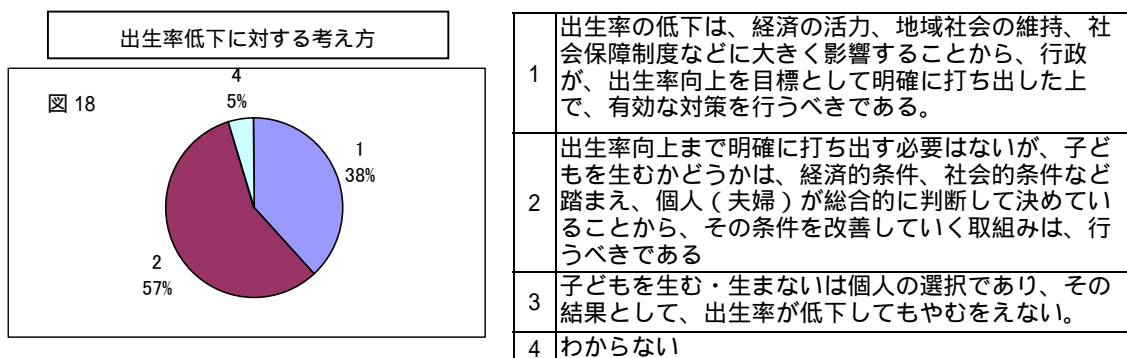 出生率低下に対する考え方
図 18
4
5%
1
38%
2
57%
1
出生率の低下は、経済の活力、地域社会の維持、社
会保障制度などに大きく影響することから、行政
が、出生率向上を目標として明確に打ち出した上
で、有効な対策を行うべきである。
2
出生率向上まで明確に打ち出す必要はないが、子ど
もを生むかどうかは、経済的条件、社会的条件など
踏まえ、個人（夫婦）が総合的に判断して決めてい
ることから、その条件を改善していく取組みは、行
うべきである
3
子どもを生む・生まないは個人の選択であり、その
結果として、出生率が低下してもやむをえない。
4
わからない